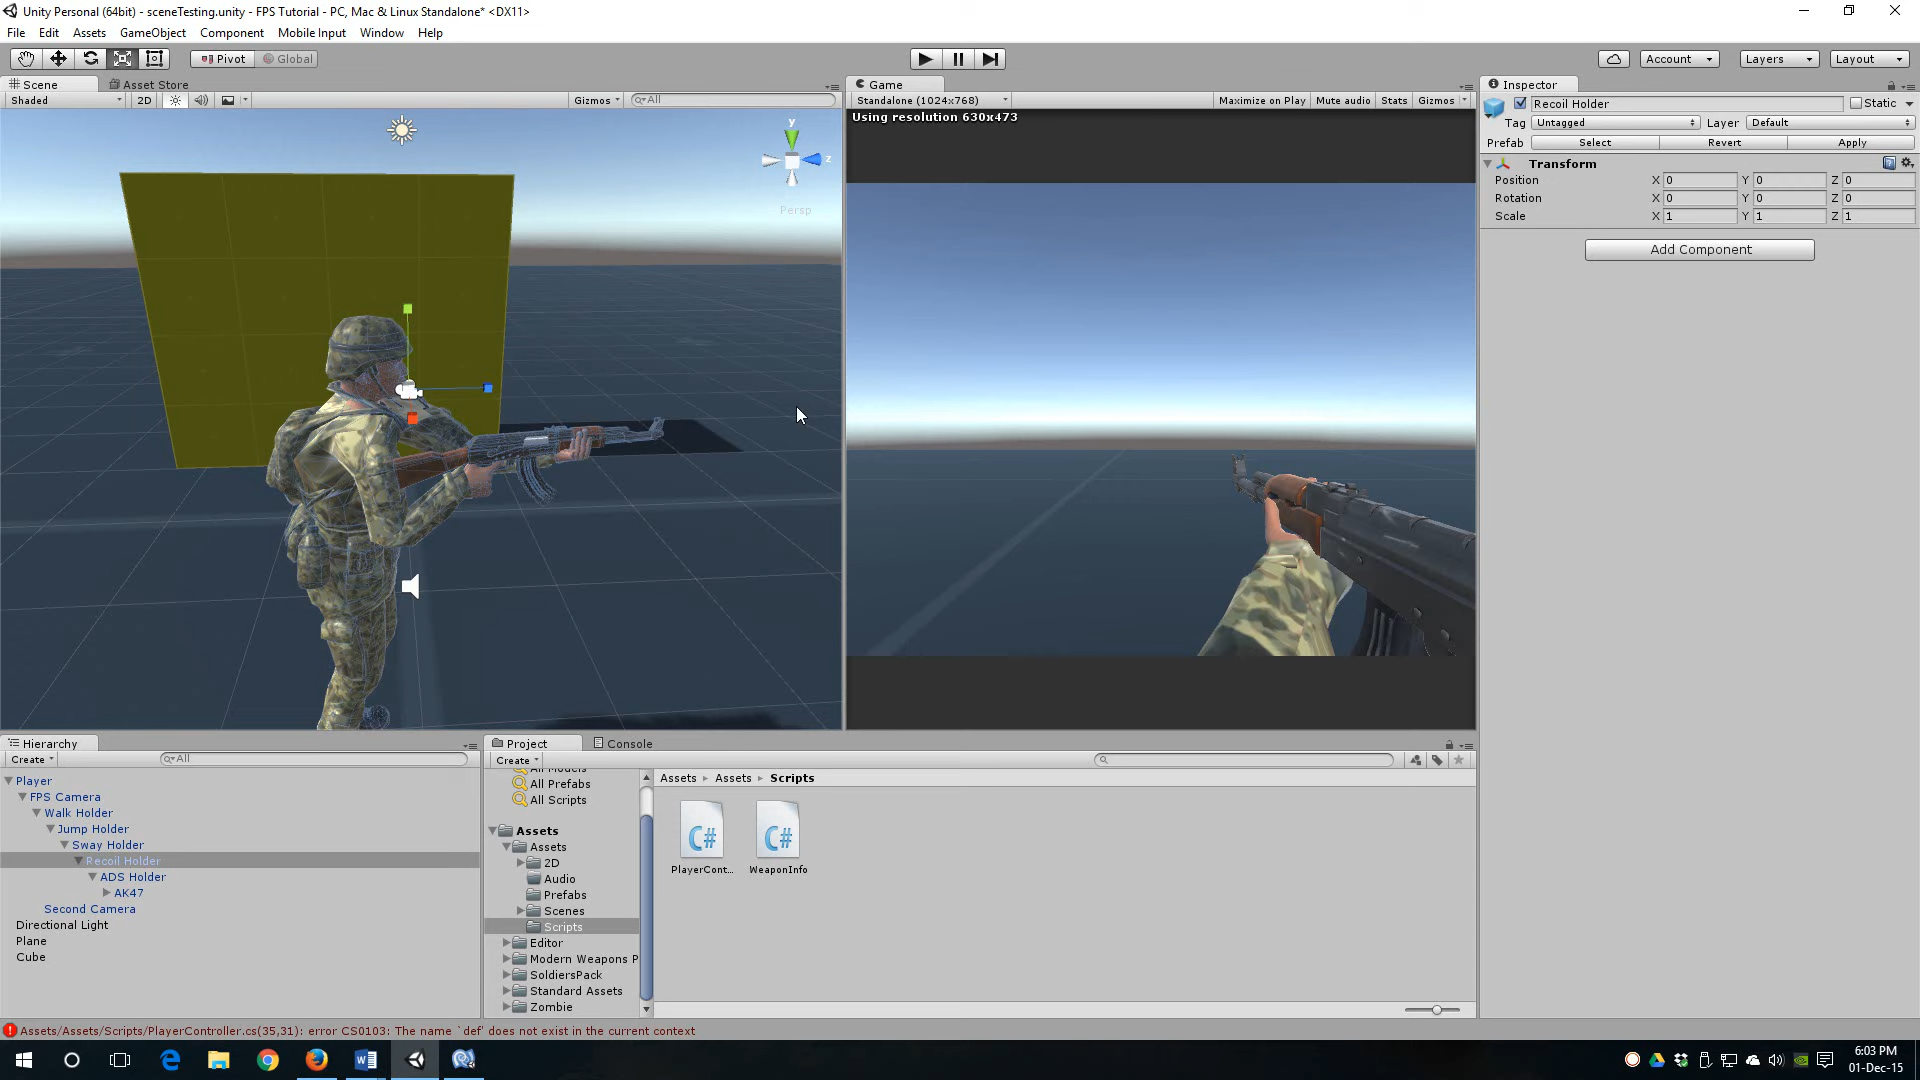 Unity Personal (64bit) - sceneTesting.unity - FPS Tutorial - PC, Mac & Linux Standalone* <DX11>
File Edit Assets GameObject Component Mobile Input Window Help
Pivot Global Account Layers Layout
Scene Asset Store
Shaded 2D Gizmos All
y
z
Persp
Game
Standalone (1024x768) Maximize on Play Mute audio Stats Gizmos
Using resolution 630x473
Inspector
Recoil Holder Static
Tag Untagged Layer Default
Prefab Select Revert Apply
Transform
Position X 0 Y 0 Z 0
Rotation X 0 Y 0 Z 0
Scale X 1 Y 1 Z 1
Add Component
Hierarchy
Create All
Player
FPS Camera
Walk Holder
Jump Holder
Sway Holder
Recoil Holder
ADS Holder
AK47
Second Camera
Directional Light
Plane
Cube
Project Console
Create
All Models
All Prefabs
All Scripts
Assets
Assets
2D
Audio
Prefabs
Scenes
Scripts
Editor
Modern Weapons P
SoldiersPack
Standard Assets
Zombie
Assets Assets Scripts
C# C#
PlayerCont... WeaponInfo
Assets/Assets/Scripts/PlayerController.cs(35,31): error CS0103: The name `def' does not exist in the current context
6:03 PM
01-Dec-15